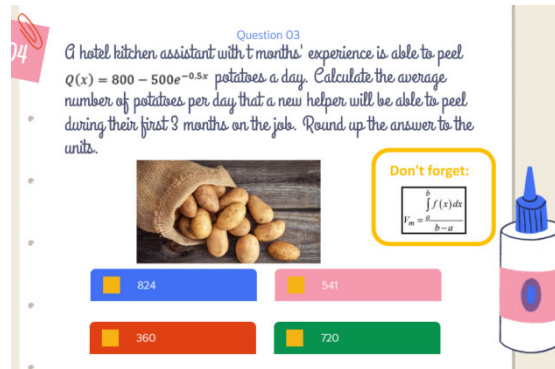 Question 03
04
A hotel kitchen assistant with t months' experience is able to peel
Q(x) = 800 − 500e^−0.5x potatoes a day. Calculate the average
number of potatoes per day that a new helper will be able to peel
during their first 3 months on the job. Round up the answer to the
units.
Don't forget:
V_m = ∫_a^b f(x)dx / b−a
824
541
360
720